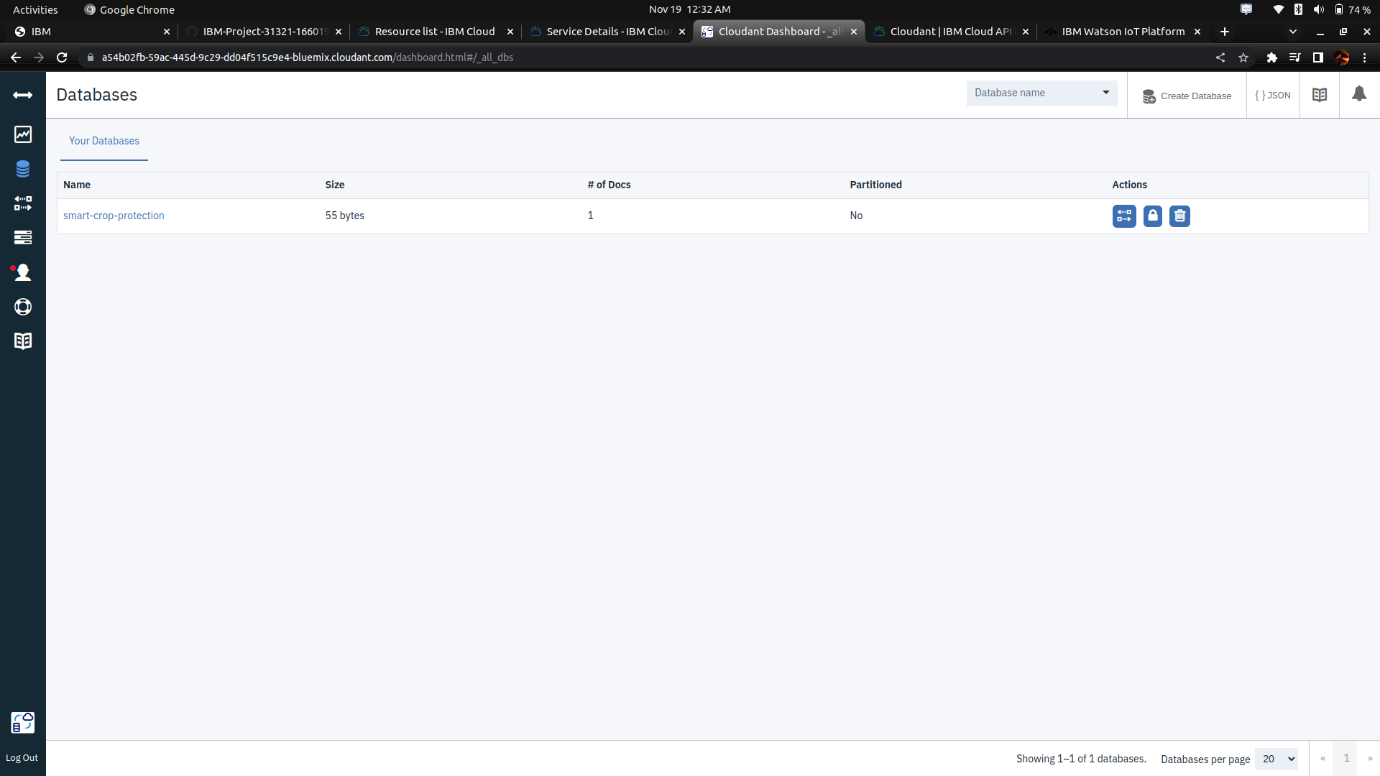 Activities Google Chrome Nov 19 12:32 AM 74 %
IBM IBM-Project-31321-166019 Resource list - IBM Cloud Service Details - IBM Clou Cloudant Dashboard - _al Cloudant | IBM Cloud API IBM Watson IoT Platform
a54b02fb-59ac-445d-9c29-dd04f515c9e4-bluemix.cloudant.com/dashboard.html#/_all_dbs
Databases Database name Create Database { } JSON
Your Databases
Name Size # of Docs Partitioned Actions
smart-crop-protection 55 bytes 1 No
Log Out
Showing 1–1 of 1 databases. Databases per page 20 « 1 »